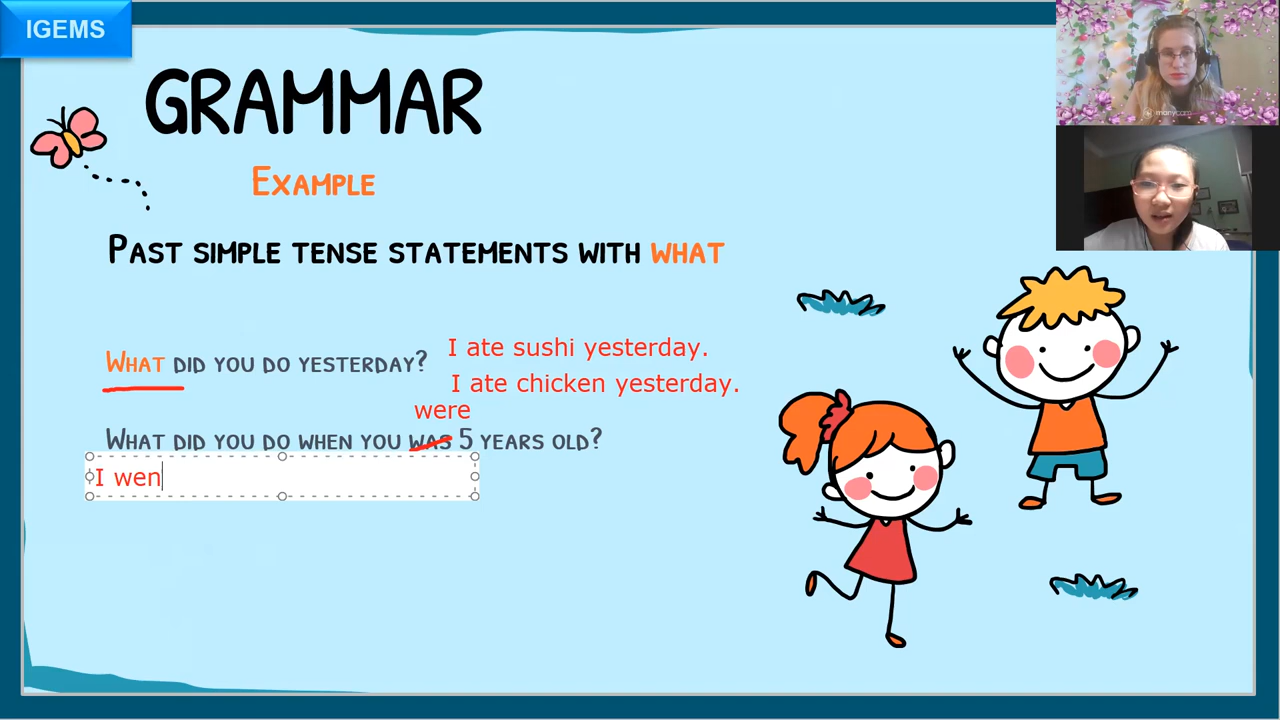 IGEMS
GRAMMAR
EXAMPLE
PAST SIMPLE TENSE STATEMENTS WITH WHAT
WHAT DID YOU DO YESTERDAY?
I ate sushi yesterday.
I ate chicken yesterday.
were
WHAT DID YOU DO WHEN YOU WAS 5 YEARS OLD?
I wen
manycam